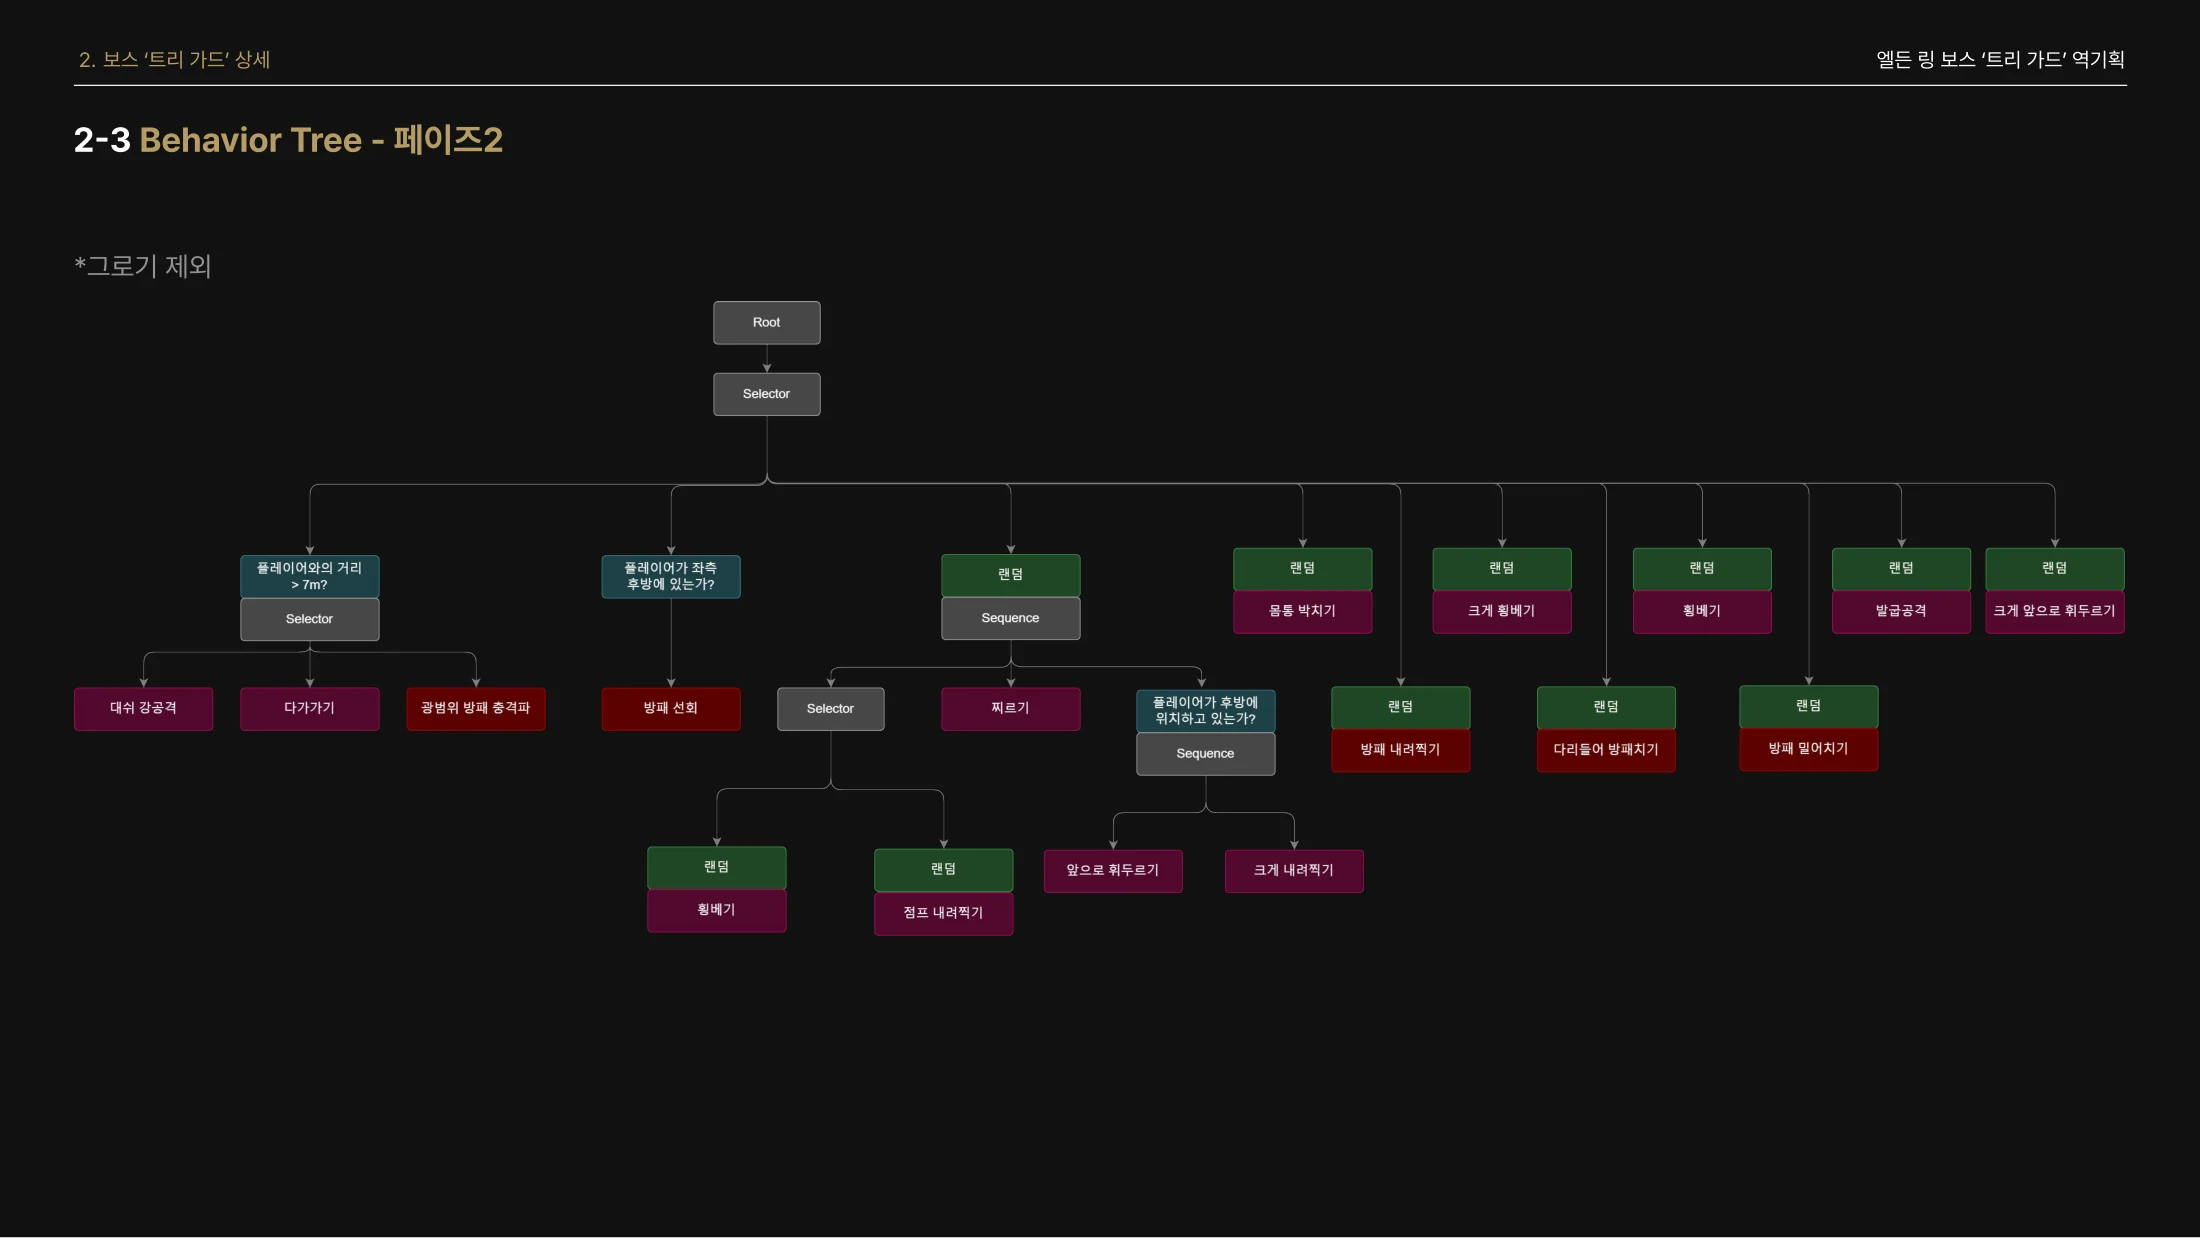 2. 보스 ‘트리 가드’ 상세
엘든 링 보스 ‘트리 가드’ 역기획
2-3 Behavior Tree - 페이즈2
*그로기 제외
Root
Selector
플레이어와의 거리
> 7m?
Selector
대쉬 강공격
다가가기
광범위 방패 충격파
플레이어가 좌측
후방에 있는가?
방패 선회
랜덤
Sequence
Selector
찌르기
플레이어가 후방에
위치하고 있는가?
Sequence
랜덤
횡베기
랜덤
점프 내려찍기
앞으로 휘두르기
크게 내려찍기
랜덤
몸통 박치기
랜덤
방패 내려찍기
랜덤
크게 횡베기
랜덤
다리들어 방패치기
랜덤
횡베기
랜덤
방패 밀어치기
랜덤
발굽공격
랜덤
크게 앞으로 휘두르기